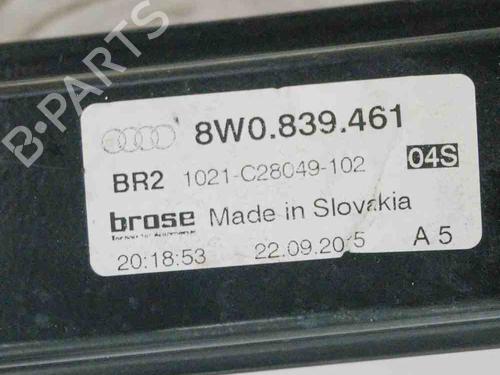 B-PARTS
8W0.839.461
BR2 1021-C28049-102 04S
brose Made in Slovakia
20:18:53 22.09.2015 A 5